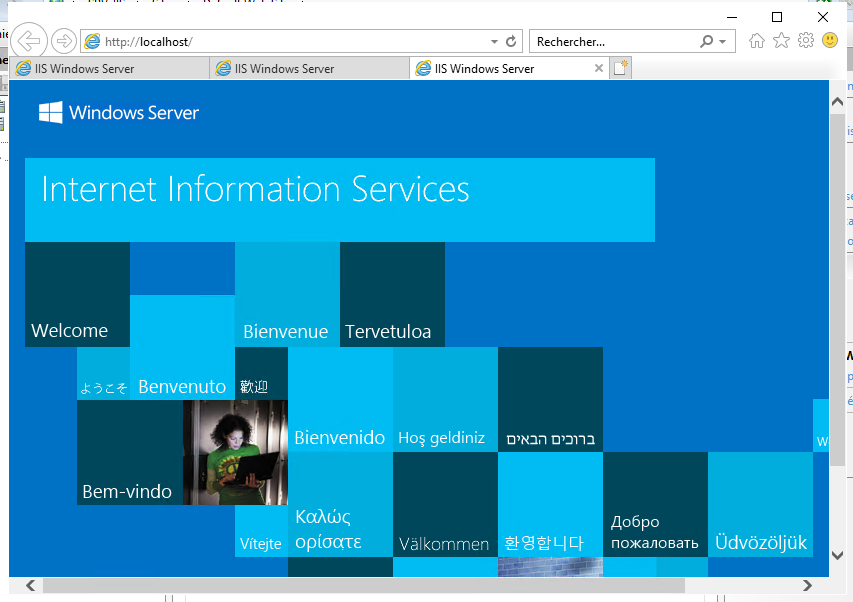 http://localhost/
Rechercher...
IIS Windows Server
IIS Windows Server
IIS Windows Server
Windows Server
Internet Information Services
Welcome
Bienvenue
Tervetuloa
ようこそ
Benvenuto
歡迎
Bienvenido
Hoş geldiniz
ברוכים הבאים
Bem-vindo
Vítejte
Καλώς
ορίσατε
Välkommen
환영합니다
Добро
пожаловать
Üdvözöljük